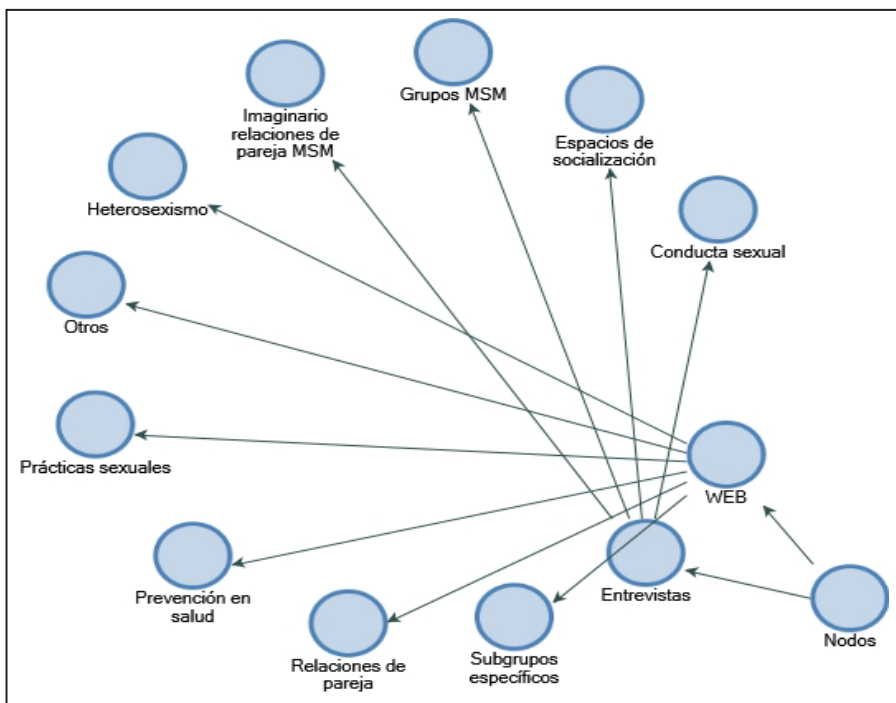 Grupos MSM
Imaginario
relaciones de
pareja MSM
Espacios de
socialización
Heterosexismo
Conducta sexual
Otros
Prácticas sexuales
WEB
Prevención en
salud
Entrevistas
Relaciones de
pareja
Subgrupos
específicos
Nodos